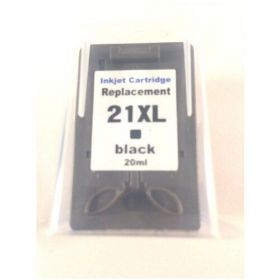 Inkjet Cartridge
Replacement
21XL
black
20ml